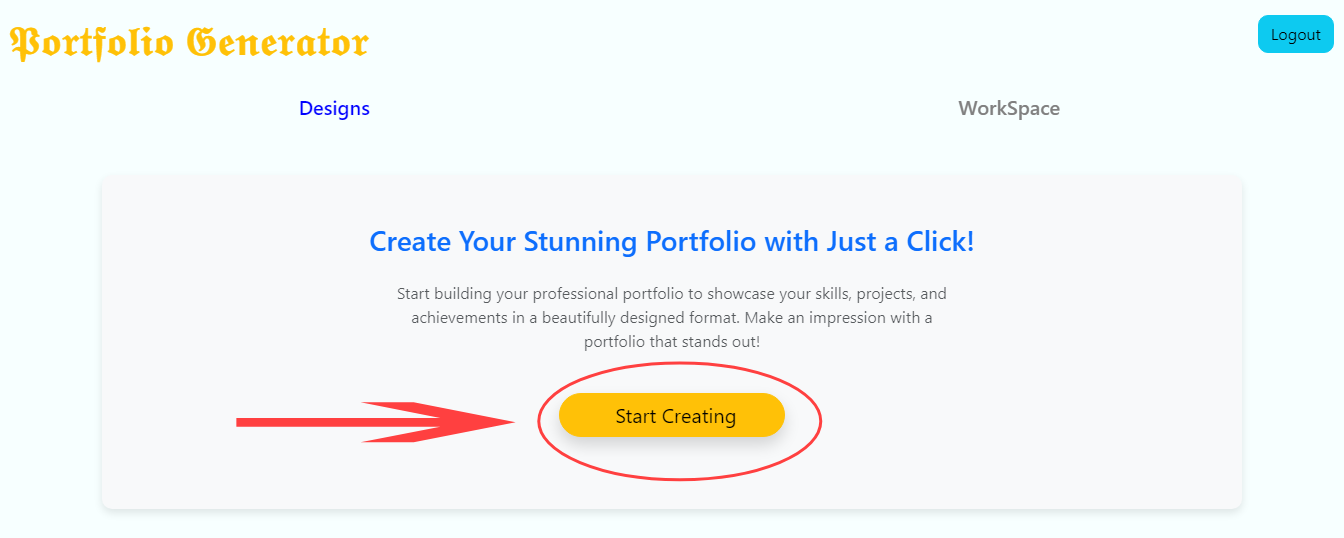 Portfolio Generator
Logout
Designs
WorkSpace
Create Your Stunning Portfolio with Just a Click!
Start building your professional portfolio to showcase your skills, projects, and
achievements in a beautifully designed format. Make an impression with a
portfolio that stands out!
Start Creating